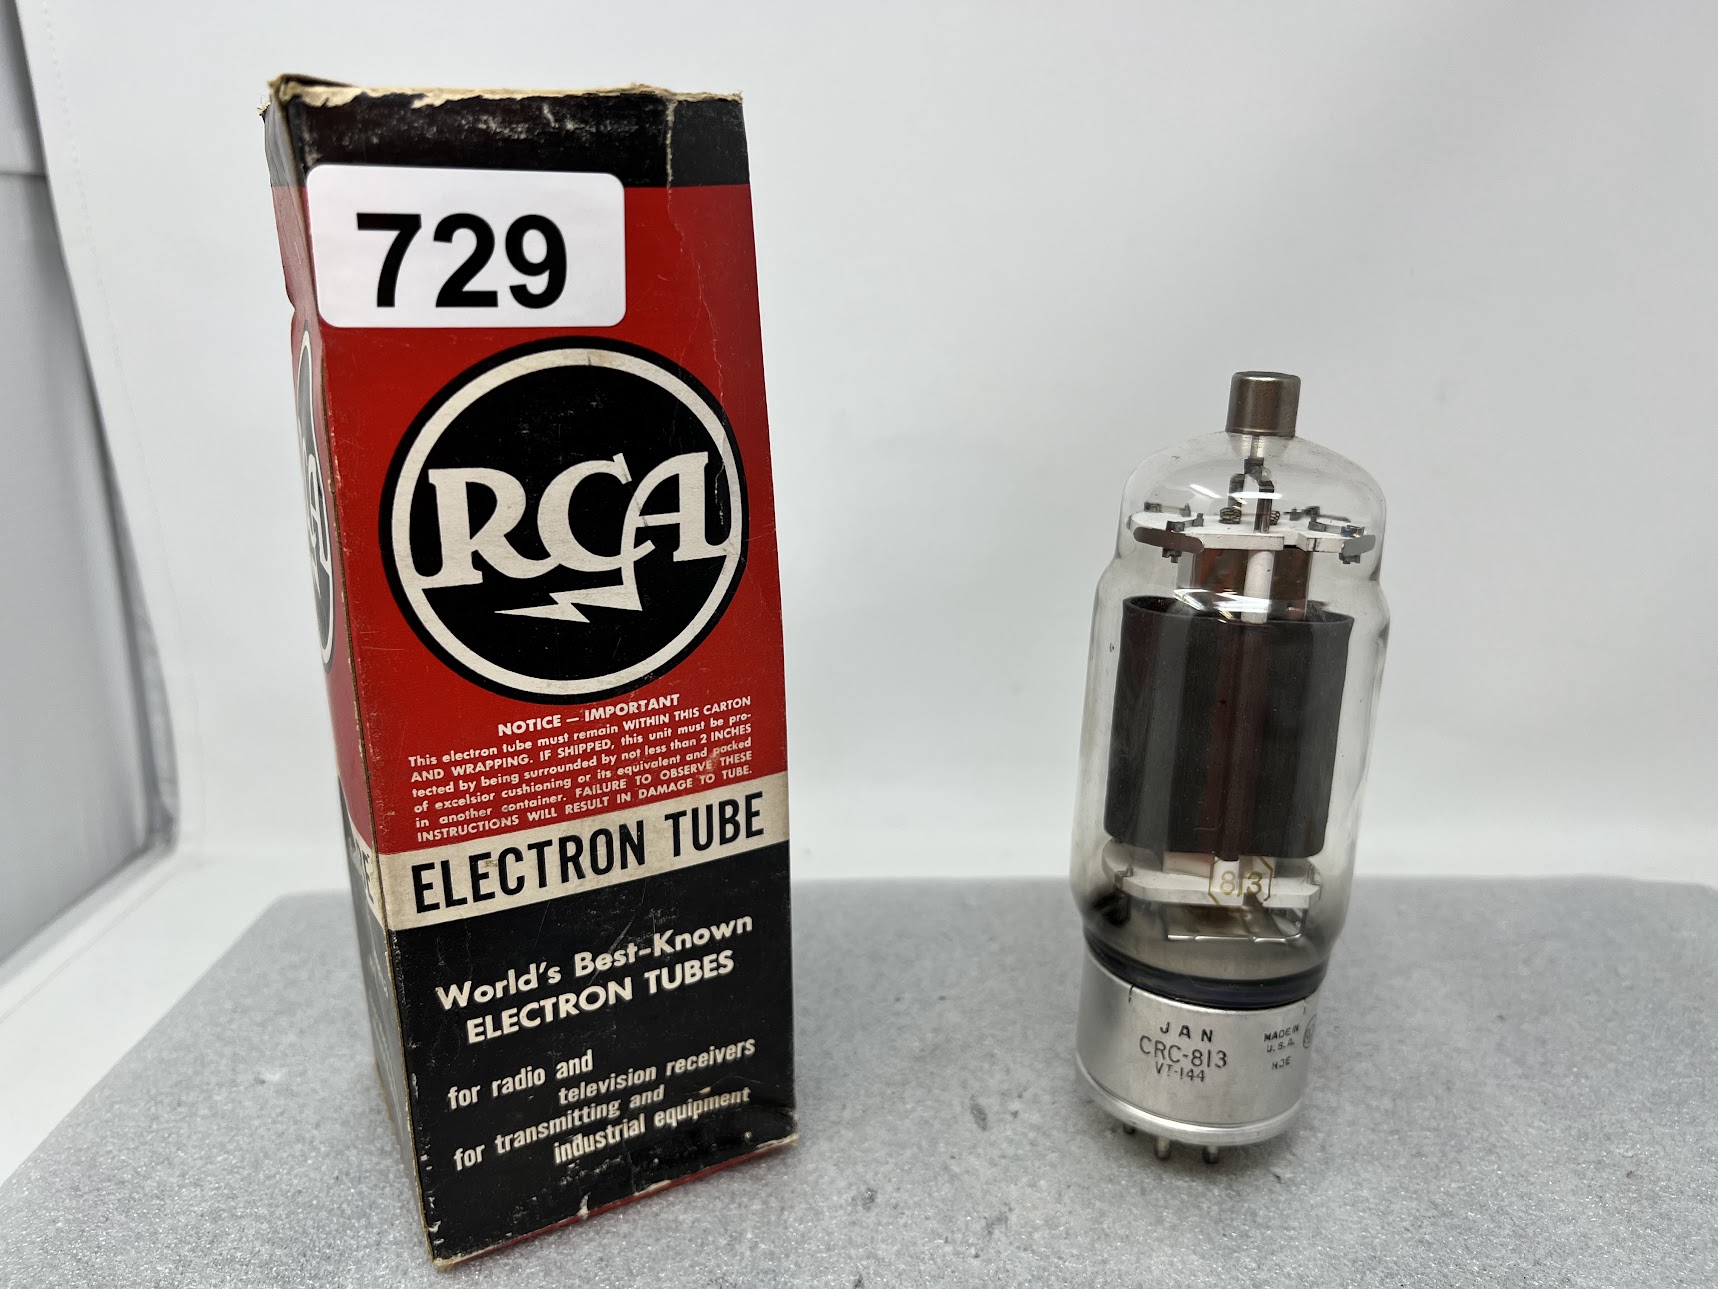 729
RCA
NOTICE – IMPORTANT
This electron tube must remain WITHIN THIS CARTON
AND WRAPPING. IF SHIPPED, this unit must be pro-
tected by being surrounded by not less than 2 INCHES
of excelsior cushioning or its equivalent and packed
in another container. FAILURE TO OBSERVE THESE
INSTRUCTIONS WILL RESULT IN DAMAGE TO TUBE.
ELECTRON TUBE
World's Best-Known
ELECTRON TUBES
for radio and
television receivers
for transmitting and
industrial equipment
813
JAN
CRC-813
VT-144
MADE IN
U.S.A.